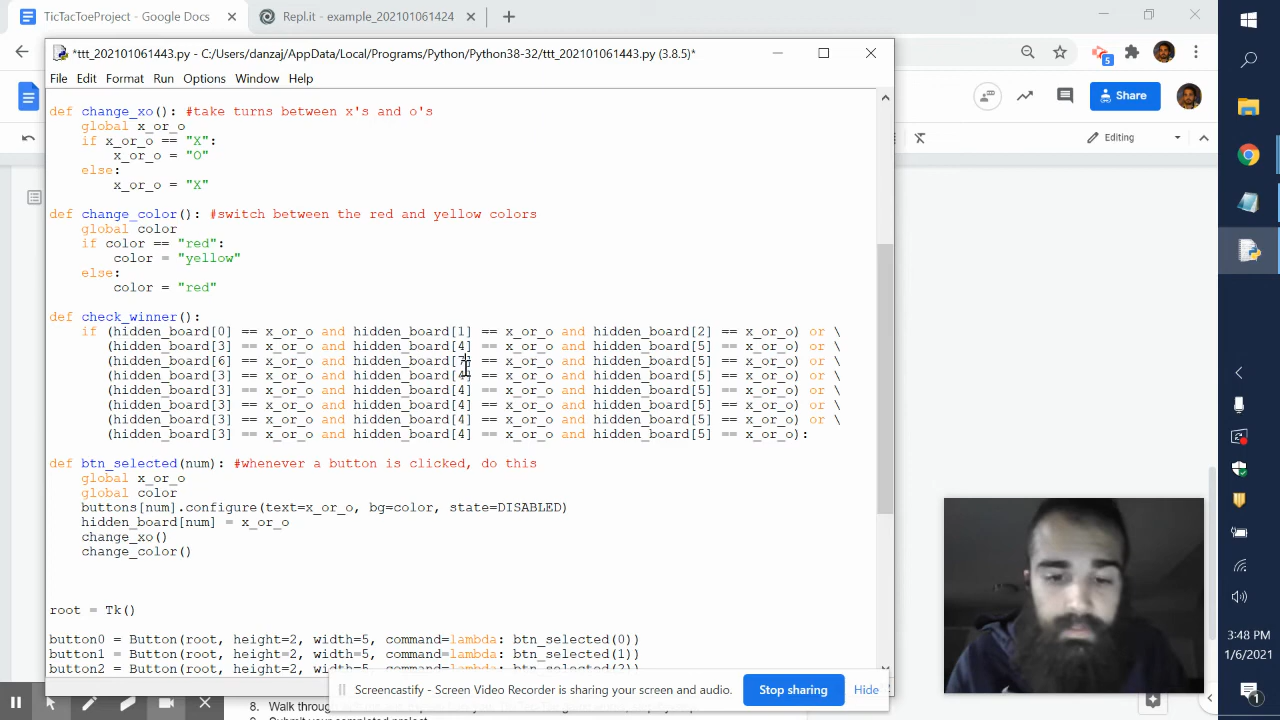 TicTacToeProject - Google Docs
Repl.it - example_202101061424
*ttt_202101061443.py - C:/Users/danzaj/AppData/Local/Programs/Python/Python38-32/ttt_202101061443.py (3.8.5)*
File Edit Format Run Options Window Help
5
Share
Editing
def change_xo(): #take turns between x's and o's
global x_or_o
if x_or_o == "X":
x_or_o = "O"
else:
x_or_o = "X"
def change_color(): #switch between the red and yellow colors
global color
if color == "red":
color = "yellow"
else:
color = "red"
def check_winner():
if (hidden_board[0] == x_or_o and hidden_board[1] == x_or_o and hidden_board[2] == x_or_o) or \
(hidden_board[3] == x_or_o and hidden_board[4] == x_or_o and hidden_board[5] == x_or_o) or \
(hidden_board[6] == x_or_o and hidden_board[7] == x_or_o and hidden_board[5] == x_or_o) or \
(hidden_board[3] == x_or_o and hidden_board[4] == x_or_o and hidden_board[5] == x_or_o) or \
(hidden_board[3] == x_or_o and hidden_board[4] == x_or_o and hidden_board[5] == x_or_o) or \
(hidden_board[3] == x_or_o and hidden_board[4] == x_or_o and hidden_board[5] == x_or_o) or \
(hidden_board[3] == x_or_o and hidden_board[4] == x_or_o and hidden_board[5] == x_or_o) or \
(hidden_board[3] == x_or_o and hidden_board[4] == x_or_o and hidden_board[5] == x_or_o):
def btn_selected(num): #whenever a button is clicked, do this
global x_or_o
global color
buttons[num].configure(text=x_or_o, bg=color, state=DISABLED)
hidden_board[num] = x_or_o
change_xo()
change_color()
root = Tk()
button0 = Button(root, height=2, width=5, command=lambda: btn_selected(0))
button1 = Button(root, height=2, width=5, command=lambda: btn_selected(1))
button2 = Button(root, height=2, width=5, command=lambda: btn_selected(2))
Screencastify - Screen Video Recorder is sharing your screen and audio.
Stop sharing
Hide
8. Walk through
3:48 PM
1/6/2021
1